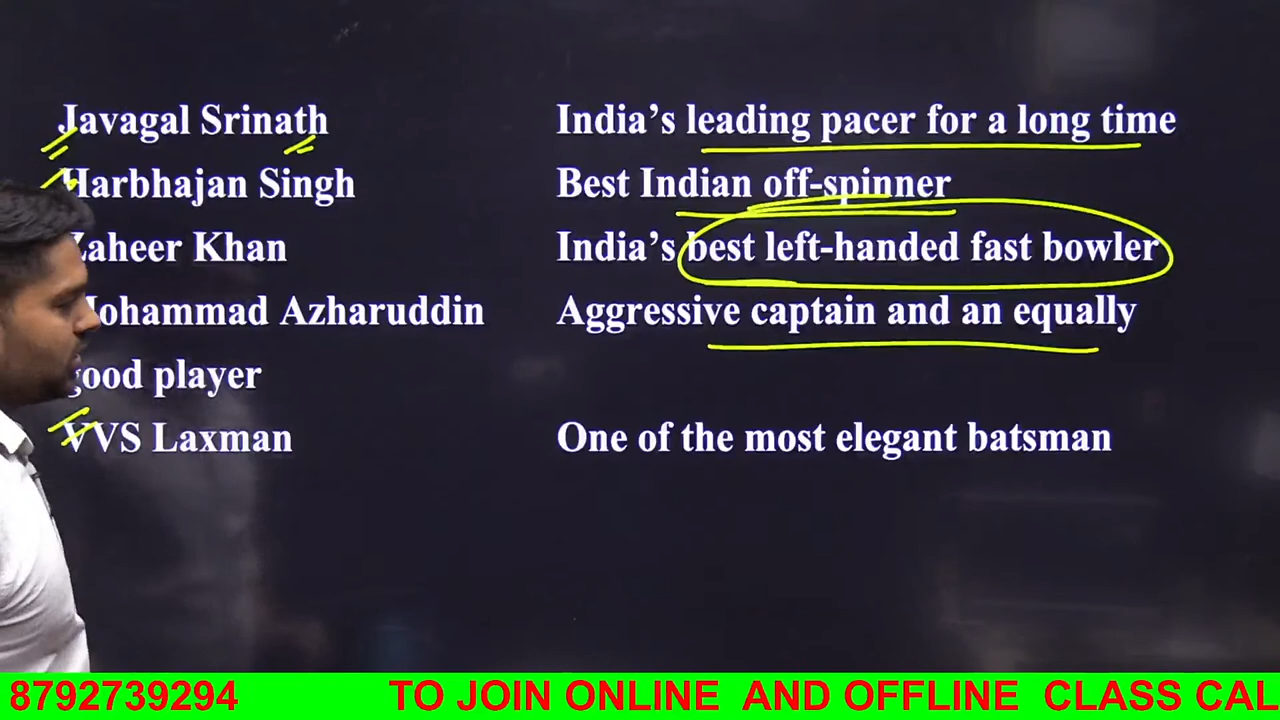 Javagal Srinath India’s leading pacer for a long time
Harbhajan Singh Best Indian off-spinner
Zaheer Khan India’s best left-handed fast bowler
Mohammad Azharuddin Aggressive captain and an equally
good player
VVS Laxman One of the most elegant batsman
8792739294 TO JOIN ONLINE AND OFFLINE CLASS CAL